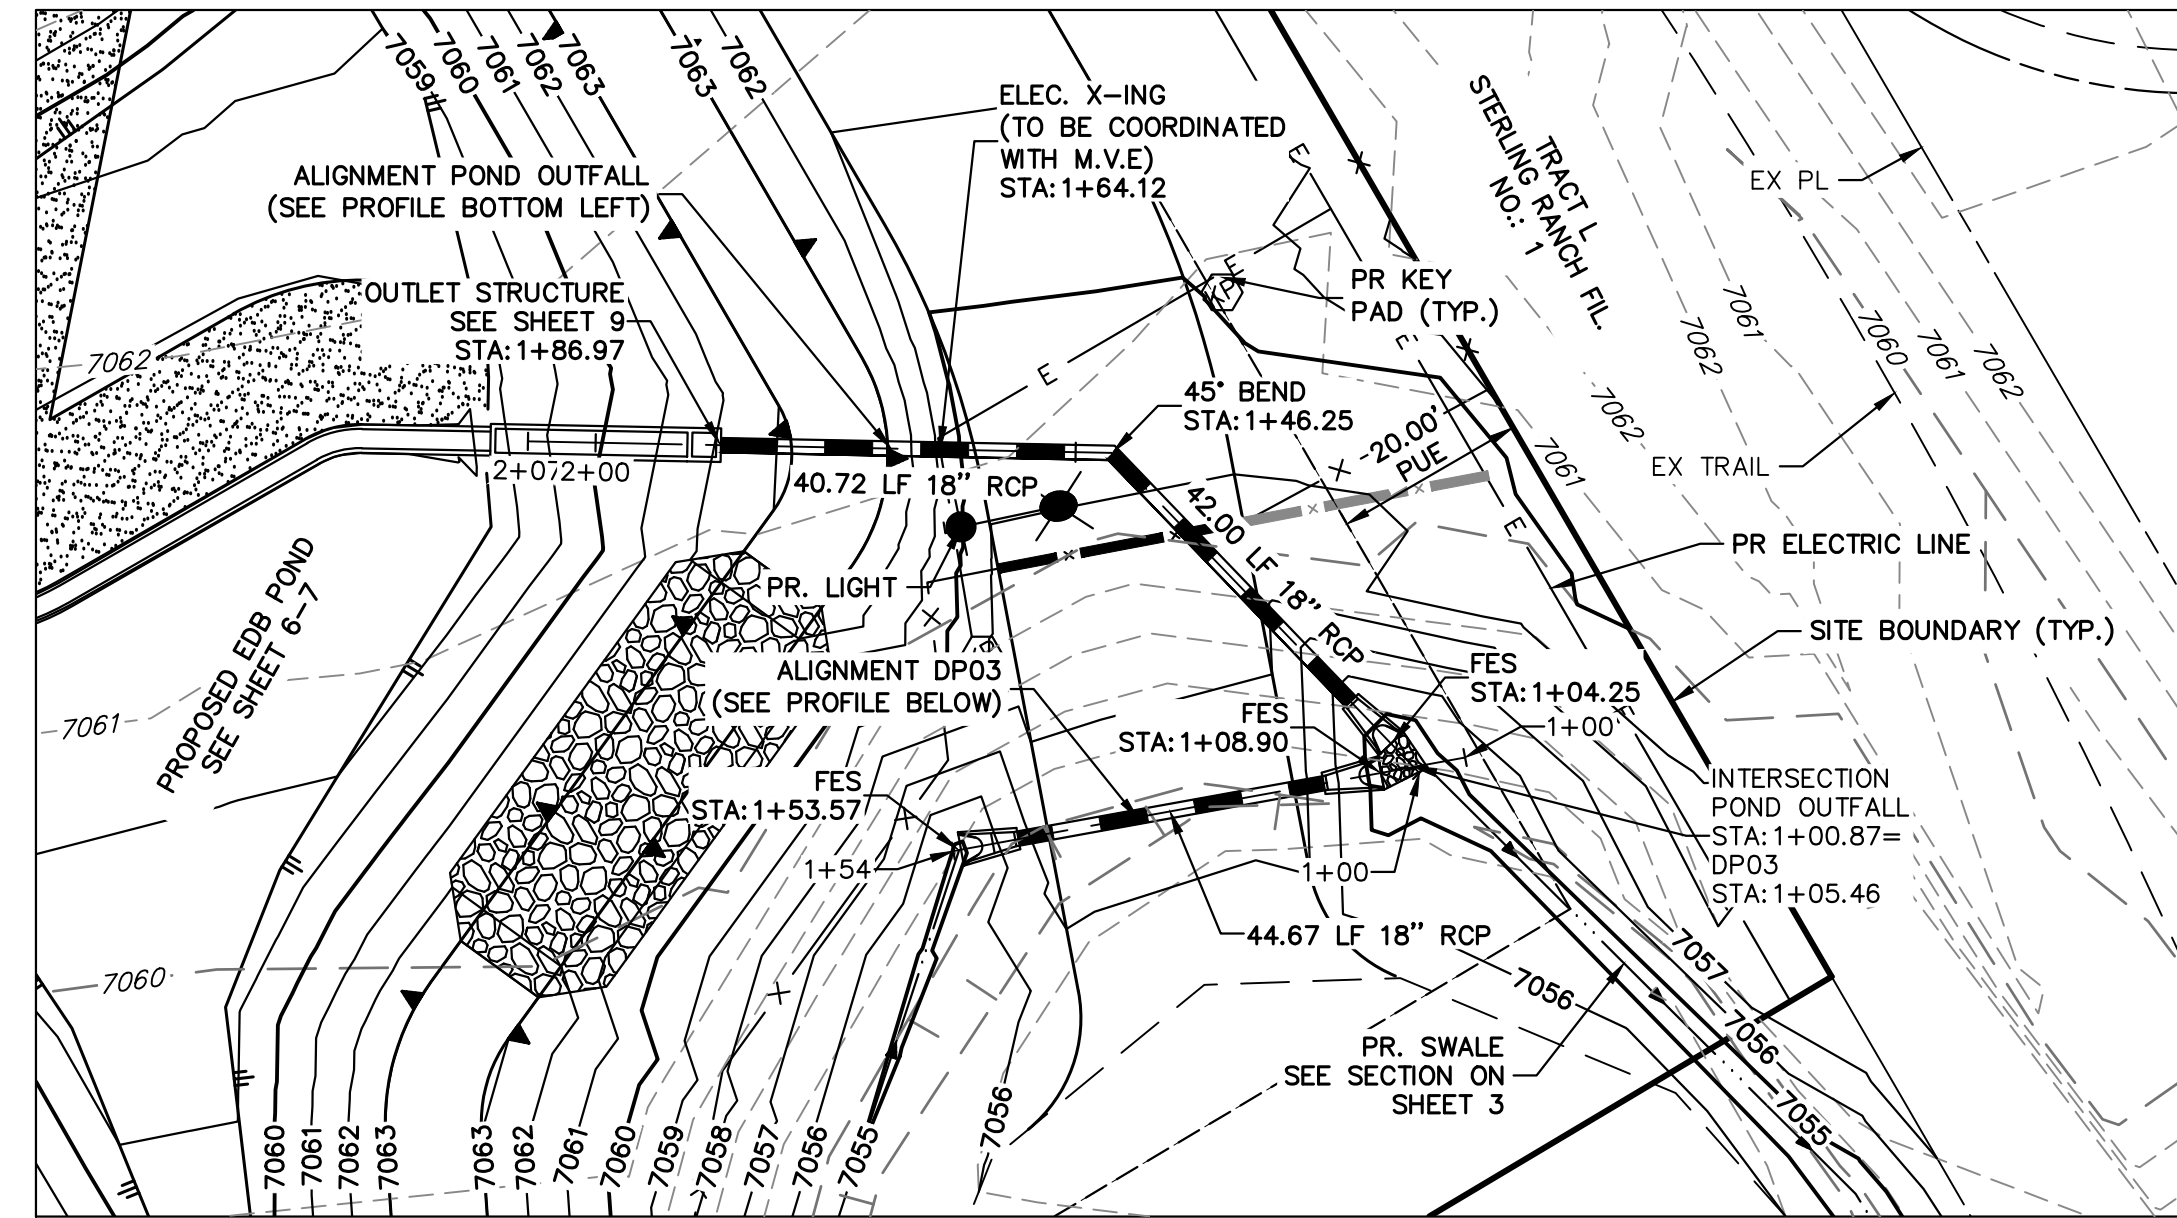 7059
7060
7061
7062
7063
7063
7062
ELEC. X-ING
(TO BE COORDINATED
WITH M.V.E)
STA:1+64.12
TRACT L
STERLING RANCH FIL.
NO.: 1
EX PL
ALIGNMENT POND OUTFALL
(SEE PROFILE BOTTOM LEFT)
E
E
E
KP
PR KEY
PAD (TYP.)
OUTLET STRUCTURE
SEE SHEET 9
STA:1+86.97
7062
E
E
7061
7062
7060
7061
7062
7062
7061
45° BEND
STA:1+46.25
-20.00'
PUE
EX TRAIL
2+07
2+00
40.72 LF 18" RCP
42.00 LF 18" RCP
E
PR ELECTRIC LINE
PR. LIGHT
SITE BOUNDARY (TYP.)
PROPOSED EDB POND
SEE SHEET 6-7
ALIGNMENT DP03
(SEE PROFILE BELOW)
FES
STA:1+04.25
1+00
FES
STA:1+08.90
7061
FES
STA:1+53.57
1+54
1+00
INTERSECTION
POND OUTFALL
STA:1+00.87=
DP03
STA:1+05.46
44.67 LF 18" RCP
7060
7057
7056
7056
7055
PR. SWALE
SEE SECTION ON
SHEET 3
7060
7061
7062
7063
7063
7062
7061
7060
7059
7058
7057
7056
7055
7056